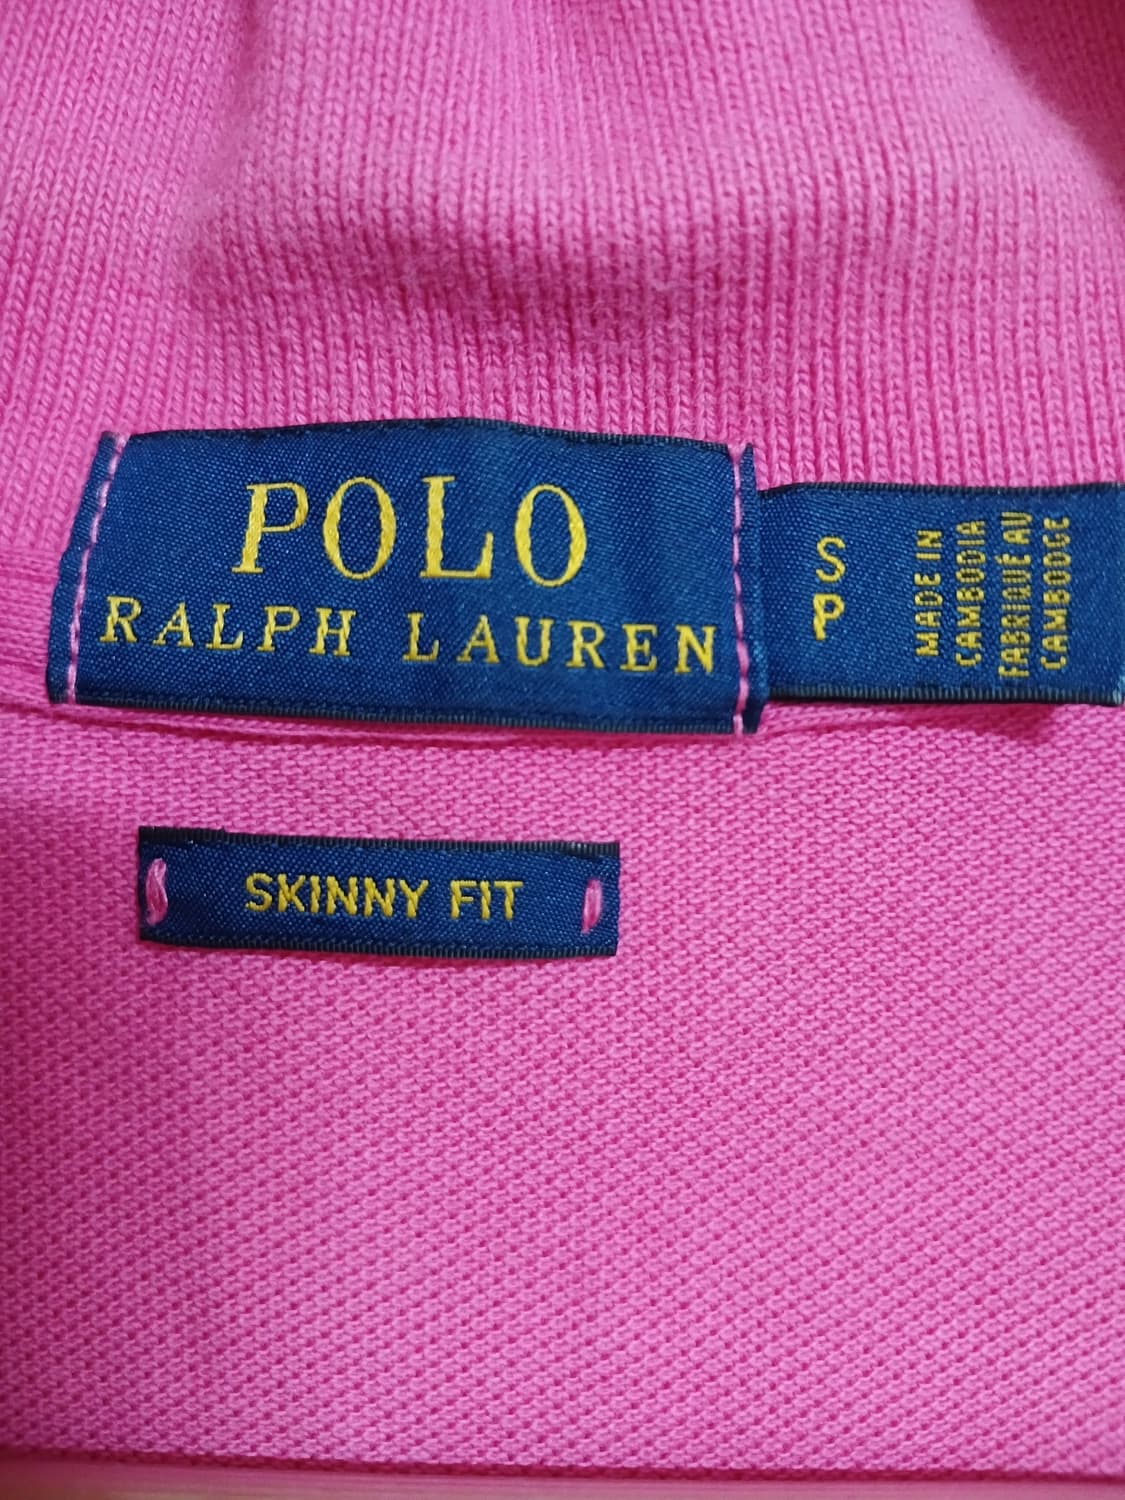 POLO
RALPH LAUREN
S
P
MADE IN
CAMBODIA
FABRIQUÉ AU
CAMBODGE
SKINNY FIT